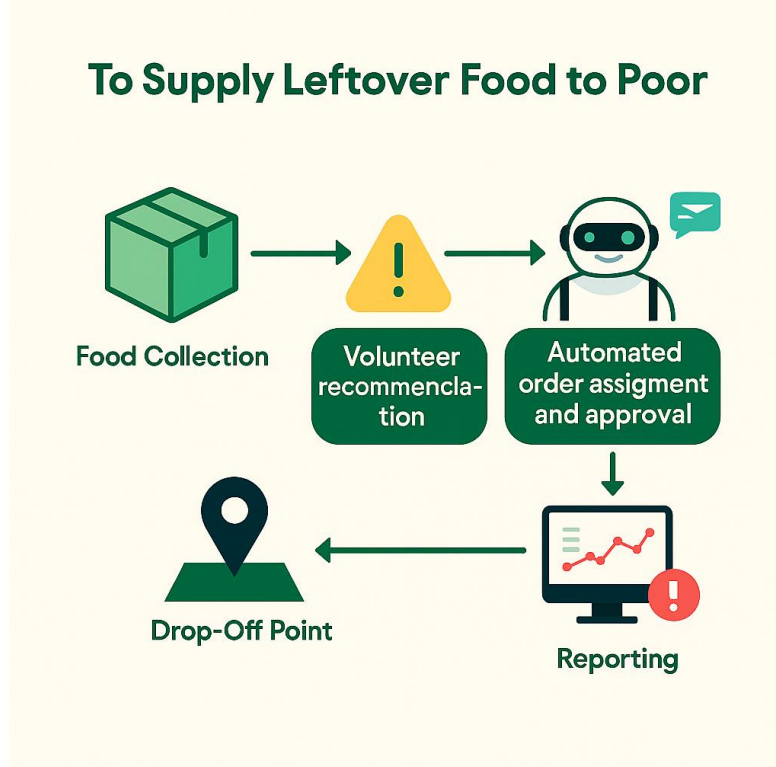 To Supply Leftover Food to Poor
Food Collection
Volunteer
recommencla-
tion
Automated
order assigment
and approval
Drop-Off Point
Reporting